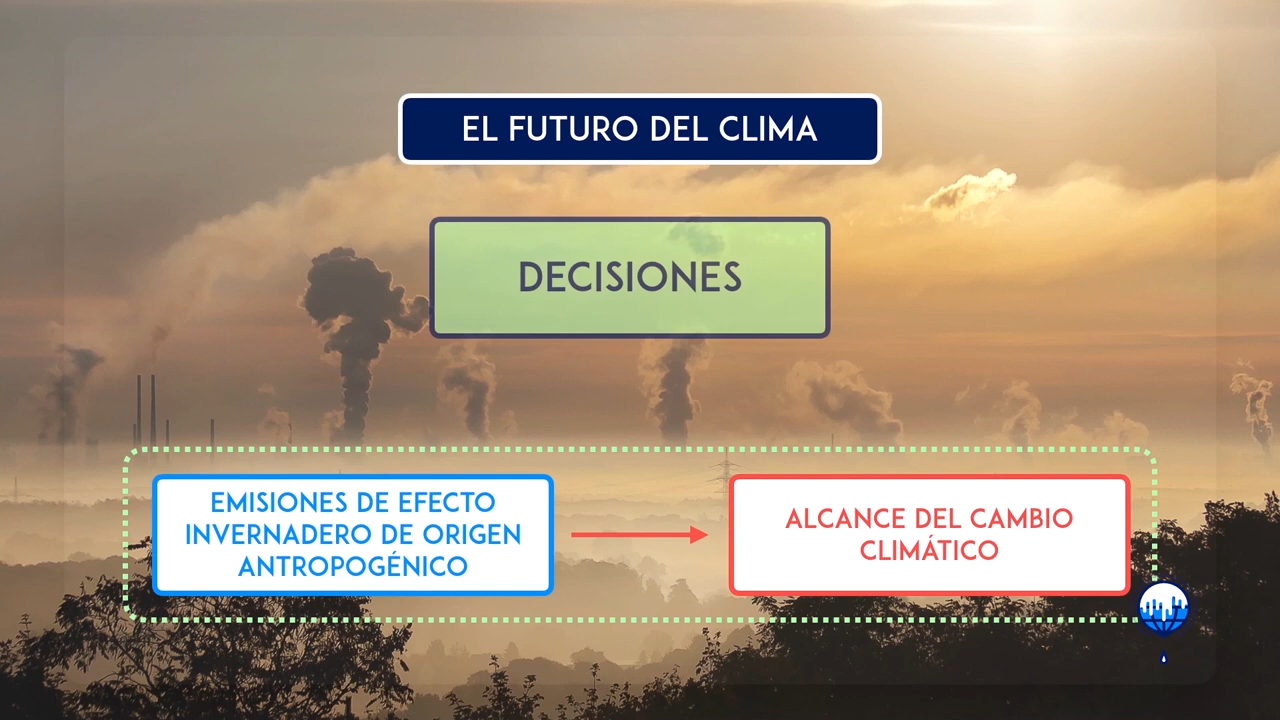 EL FUTURO DEL CLIMA
DECISIONES
EMISIONES DE EFECTO
INVERNADERO DE ORIGEN
ANTROPOGÉNICO
ALCANCE DEL CAMBIO
CLIMÁTICO